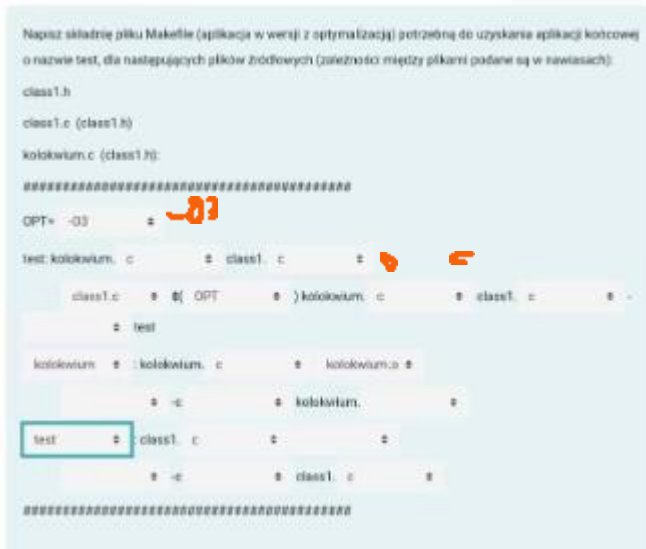 Napisz składnię pliku Makefile (aplikacja w wersji z optymalizacją) potrzebną do uzyskania aplikacji końcowej
o nazwie test, dla następujących plików źródłowych (zależności między plikami podane są w nawiasach):
class1.h
class1.c (class1.h)
kolokwium.c (class1.h):
##########################################
OPT= -O3 -O3
test: kolokwium. c class1. c
class1.c $( OPT ) kolokwium. c class1. c -
test
kolokwium : kolokwium. c kolokwium.o
-c kolokwium.
test : class1. c
-c class1. c
##########################################